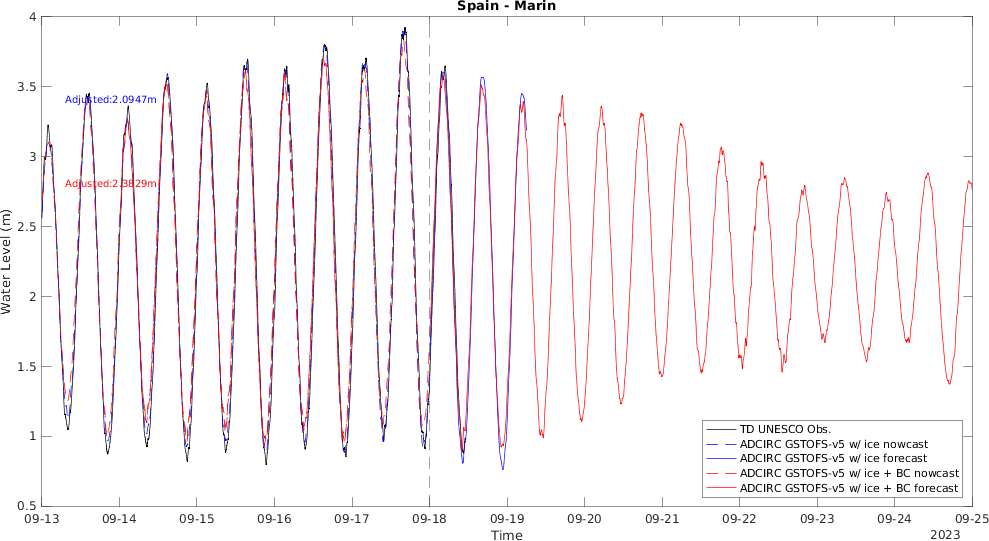 Spain - Marin
4
3.5
3
2.5
2
1.5
1
0.5
Water Level (m)
Adjusted:2.0947m
Adjusted:2.3829m
TD UNESCO Obs.
ADCIRC GSTOFS-v5 w/ ice nowcast
ADCIRC GSTOFS-v5 w/ ice forecast
ADCIRC GSTOFS-v5 w/ ice + BC nowcast
ADCIRC GSTOFS-v5 w/ ice + BC forecast
09-13 09-14 09-15 09-16 09-17 09-18 09-19 09-20 09-21 09-22 09-23 09-24 09-25
Time
2023